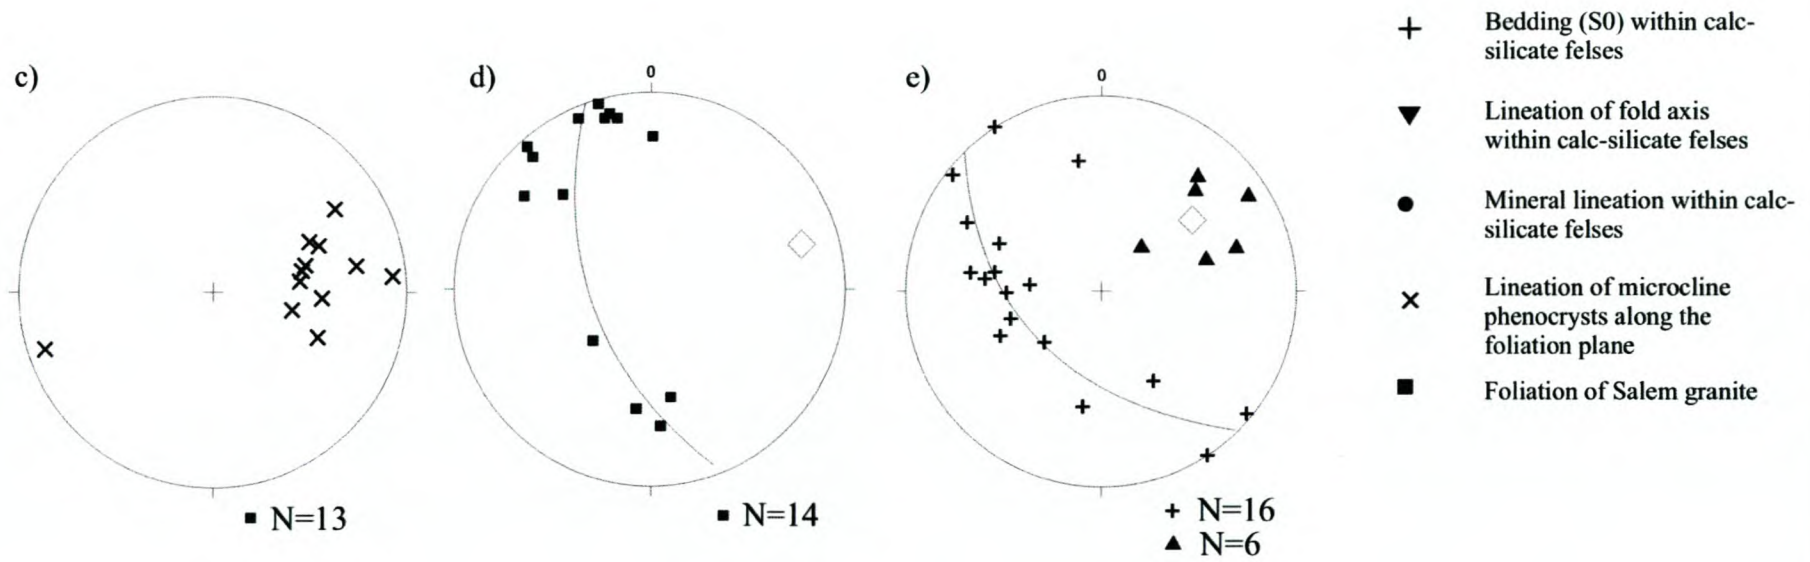 c)
d)
e)
0
0
N=13
N=14
N=16
N=6
Bedding (S0) within calc-
silicate felses
Lineation of fold axis
within calc-silicate felses
Mineral lineation within calc-
silicate felses
Lineation of microcline
phenocrysts along the
foliation plane
Foliation of Salem granite